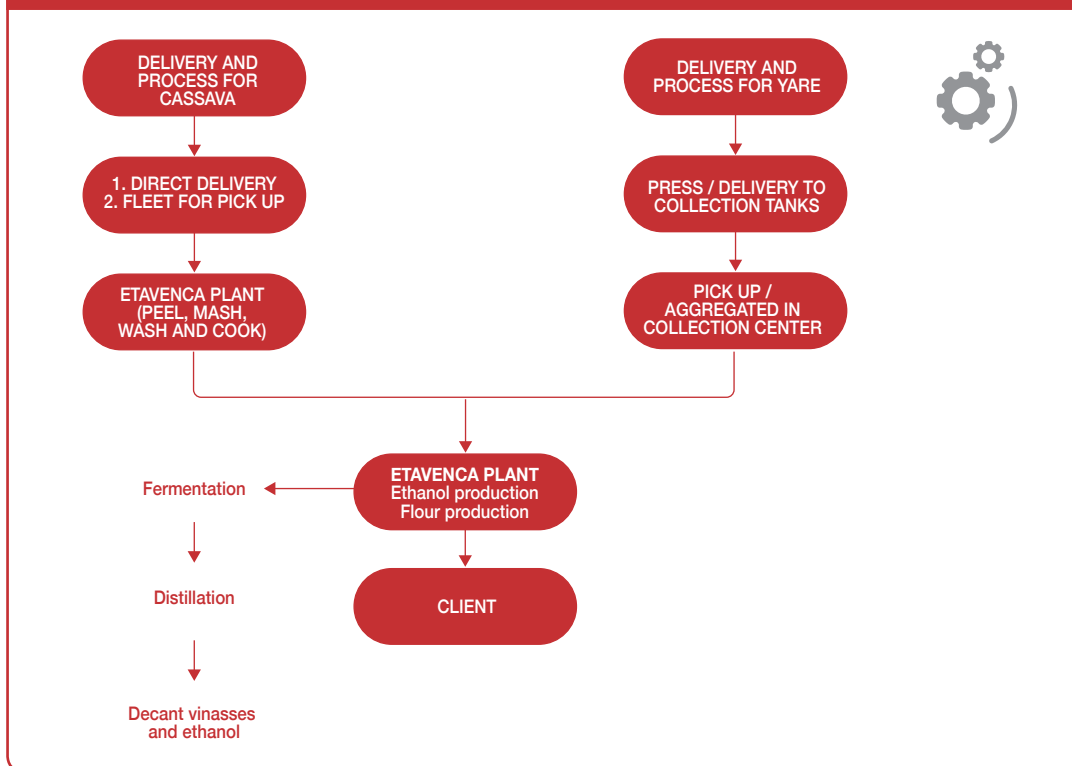 DELIVERY AND
PROCESS FOR
CASSAVA
1. DIRECT DELIVERY
2. FLEET FOR PICK UP
ETAVENCA PLANT
(PEEL, MASH,
WASH AND COOK)
DELIVERY AND
PROCESS FOR YARE
PRESS / DELIVERY TO
COLLECTION TANKS
PICK UP /
AGGREGATED IN
COLLECTION CENTER
ETAVENCA PLANT
Ethanol production
Flour production
Fermentation
Distillation
Decant vinasses
and ethanol
CLIENT